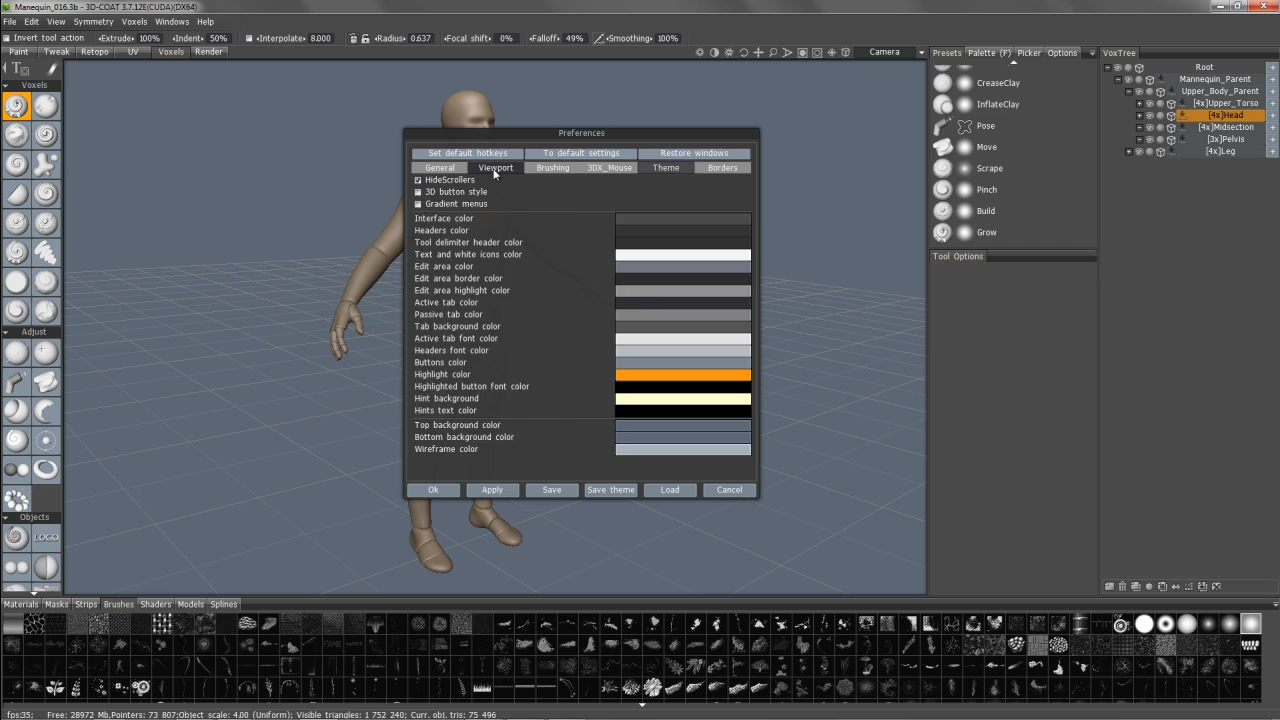 Mannequin_016.3b - 3D-COAT 3.7.12E(CUDA)(DX64)
File Edit View Symmetry Voxels Windows Help
Invert tool action Extrude: 100% Indent: 50% Interpolate: 8.000 Radius: 0.637 Focal shift: 0% Falloff: 49% Smoothing: 100%
Paint Tweak Retopo UV Voxels Render Camera
Presets Palette (F) Picker Options
VoxTree
Voxels
Adjust
Objects
LOGO
CreaseClay
InflateClay
Pose
Move
Scrape
Pinch
Build
Grow
Tool Options
Root
Mannequin_Parent
Upper_Body_Parent
[4x]Upper_Torso
[4x]Head
[4x]Midsection
[3x]Pelvis
[4x]Leg
Preferences
Set default hotkeys To default settings Restore windows
General Viewport Brushing 3DX_Mouse Theme Borders
HideScrollers
3D button style
Gradient menus
Interface color
Headers color
Tool delimiter header color
Text and white icons color
Edit area color
Edit area border color
Edit area highlight color
Active tab color
Passive tab color
Tab background color
Active tab font color
Headers font color
Buttons color
Highlight color
Highlighted button font color
Hint background
Hints text color
Top background color
Bottom background color
Wireframe color
Ok Apply Save Save theme Load Cancel
Materials Masks Strips Brushes Shaders Models Splines
fps:35; Free: 28972 Mb,Pointers: 73 807;Object scale: 4.00 (Uniform); Visible triangles: 1 752 240; Curr. obj. tris: 75 496